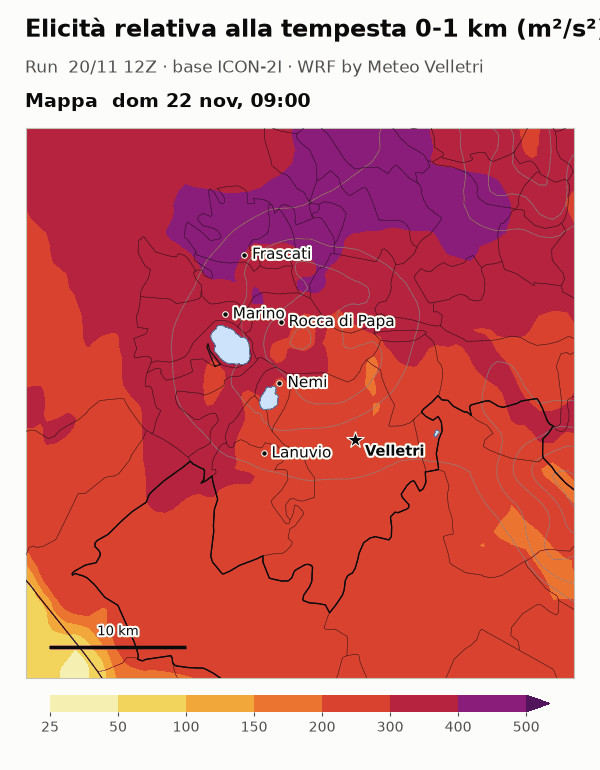 Elicità relativa alla tempesta 0-1 km (m²/s²)
Run 20/11 12Z · base ICON-2I · WRF by Meteo Velletri
Mappa dom 22 nov, 09:00
Frascati
Marino
Rocca di Papa
Nemi
Velletri
Lanuvio
10 km
25 50 100 150 200 300 400 500